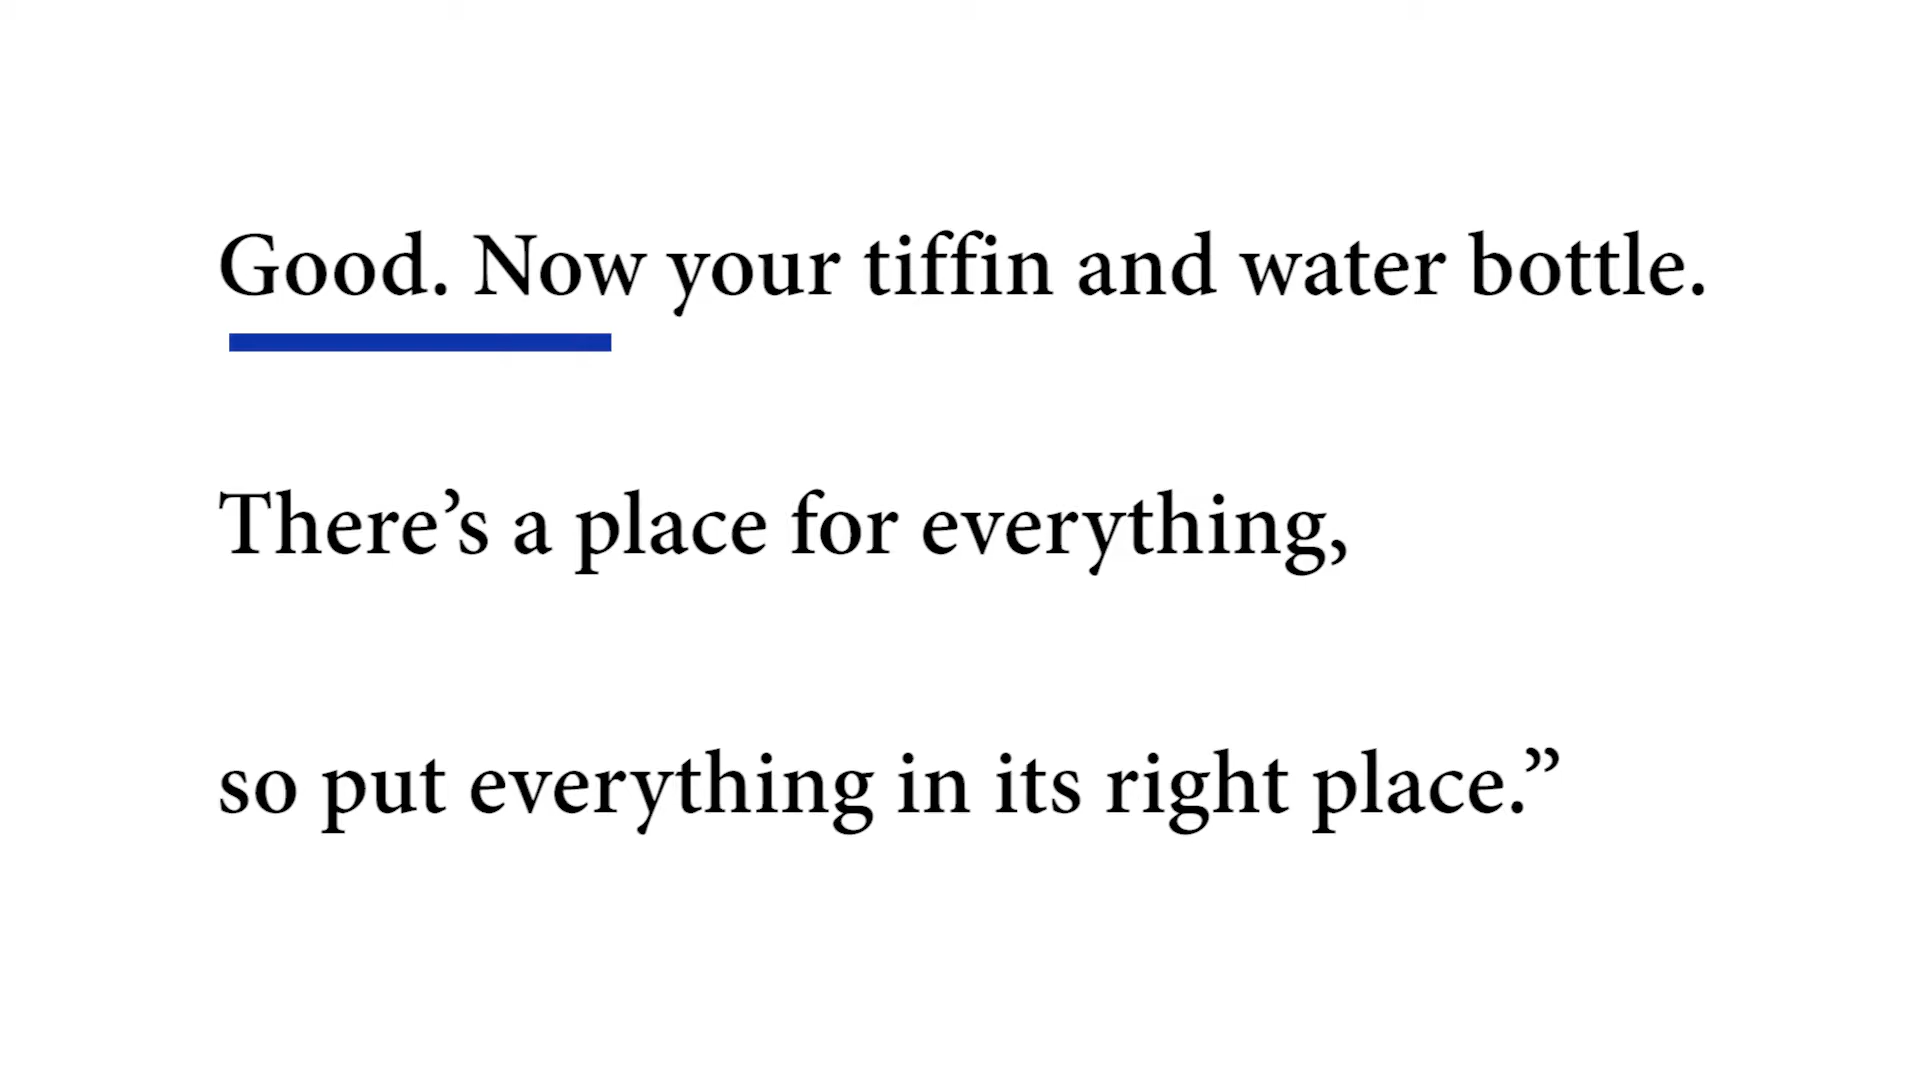 Good. Now your tiffin and water bottle.
There’s a place for everything,
so put everything in its right place.”